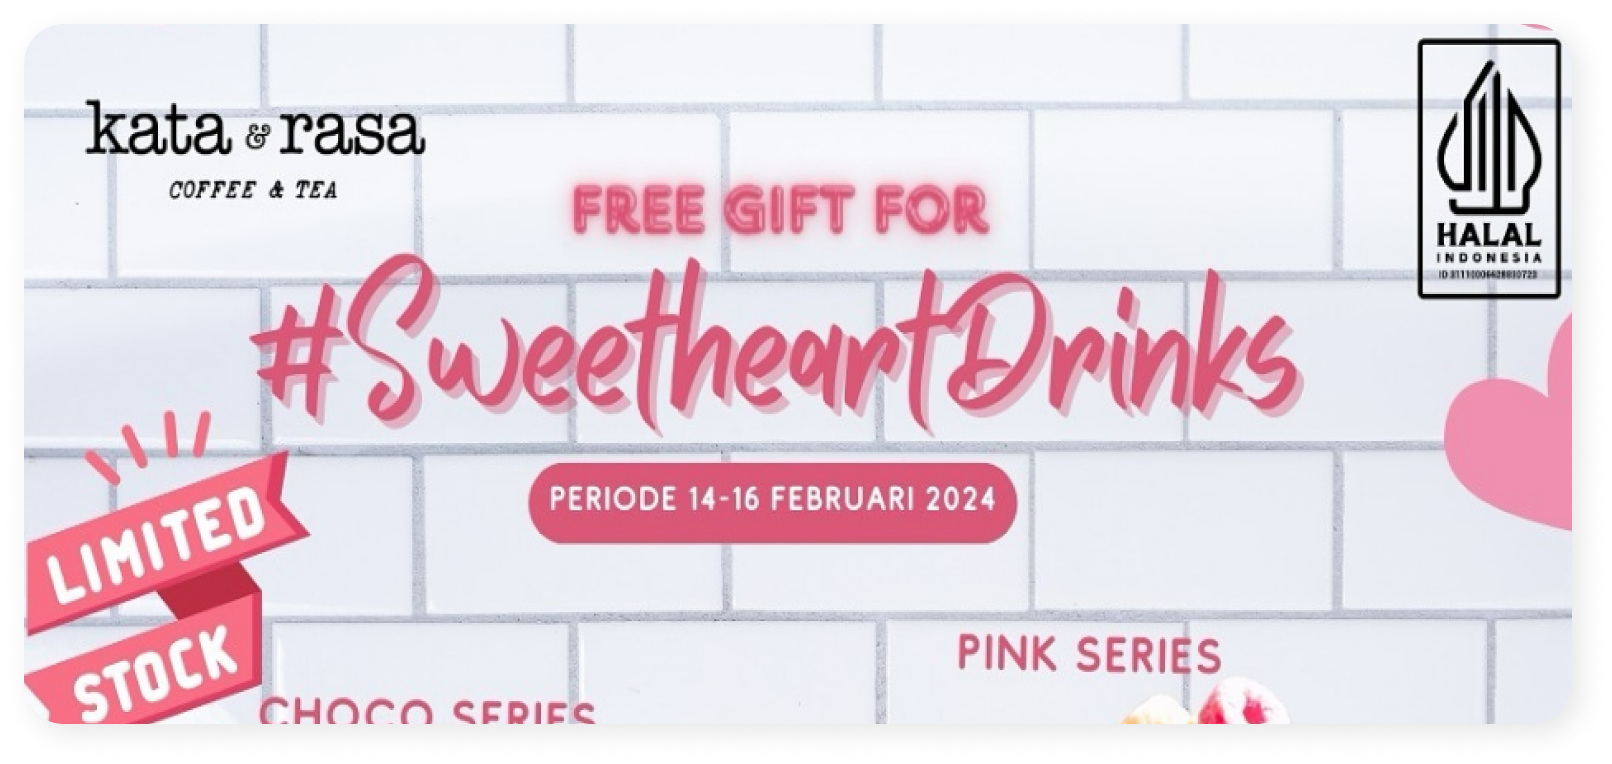 kata & rasa
COFFEE & TEA
FREE GIFT FOR
#SweetheartDrinks
PERIODE 14-16 FEBRUARI 2024
HALAL
INDONESIA
LIMITED
STOCK
PINK SERIES
CHOCO SERIES